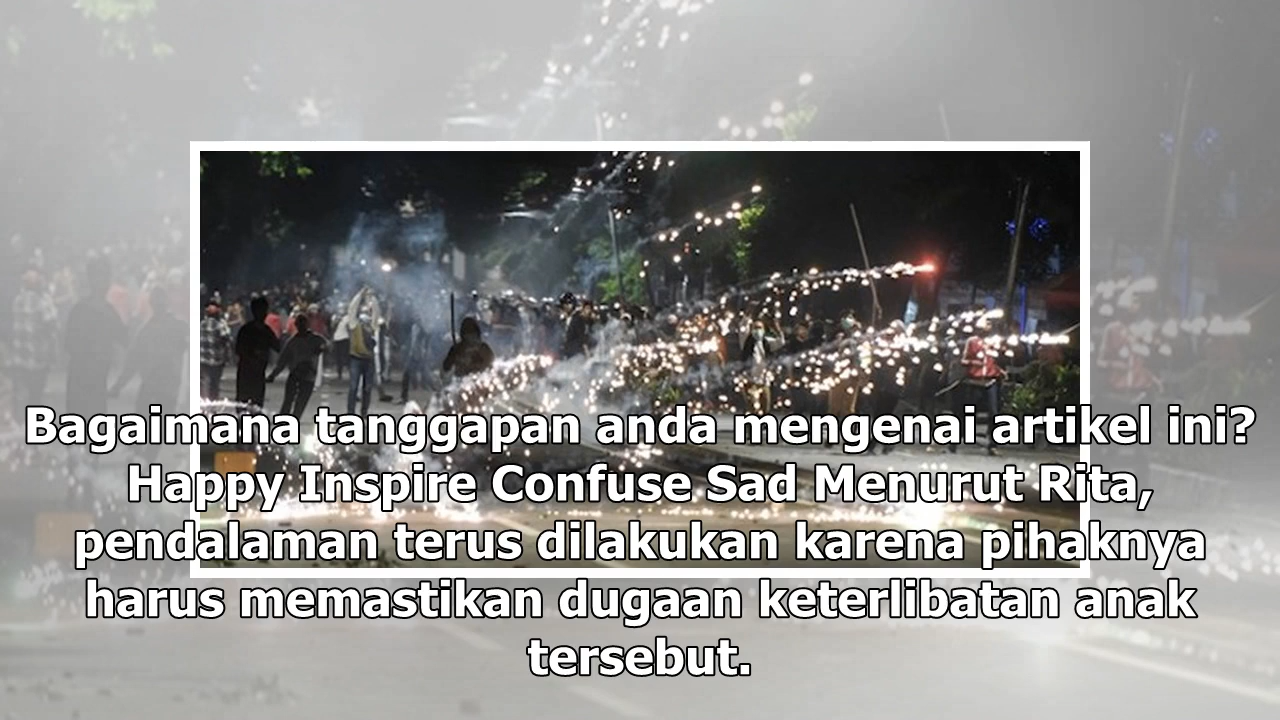 Bagaimana tanggapan anda mengenai artikel ini?
Happy Inspire Confuse Sad Menurut Rita,
pendalaman terus dilakukan karena pihaknya
harus memastikan dugaan keterlibatan anak
tersebut.